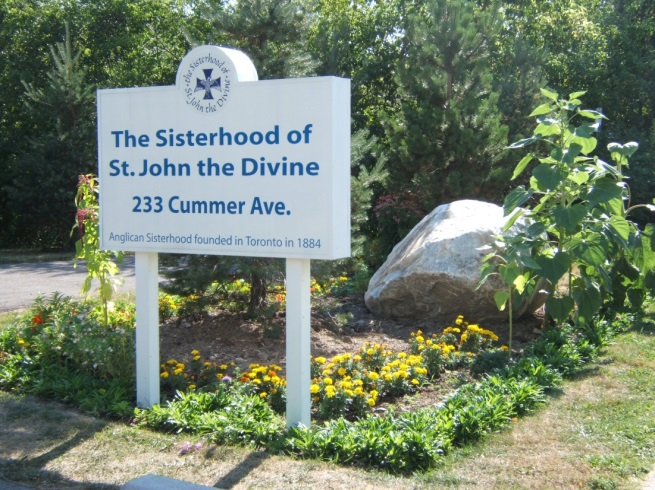 the Sisterhood of
St. John the Divine
The Sisterhood of
St. John the Divine
233 Cummer Ave.
Anglican Sisterhood founded in Toronto in 1884